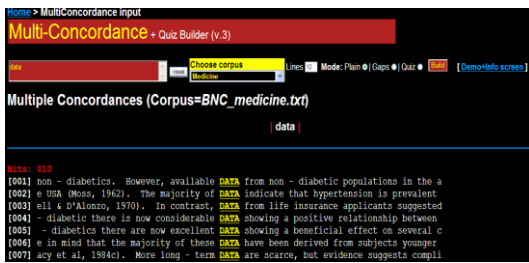 Home > MultiConcordance input
Multi-Concordance + Quiz Builder (v.3)
data Choose corpus Medicine Lines Mode: Plain | Gaps | Quiz Build [ Demo+Info screen ]
Multiple Concordances (Corpus=BNC_medicine.txt)
| data |
Hits: 010
[001] non - diabetics. However, available DATA from non - diabetic populations in the a
[002] e USA (Moss, 1962). The majority of DATA indicate that hypertension is prevalent
[003] ell & D'Alonzo, 1970). In contrast, DATA from life insurance applicants suggested
[004] - diabetic there is now considerable DATA showing a positive relationship between
[005] - diabetics there are now excellent DATA showing a beneficial effect on several c
[006] e in mind that the majority of these DATA have been derived from subjects younger
[007] acy et al, 1984c). More long - term DATA are scarce, but evidence suggests compli